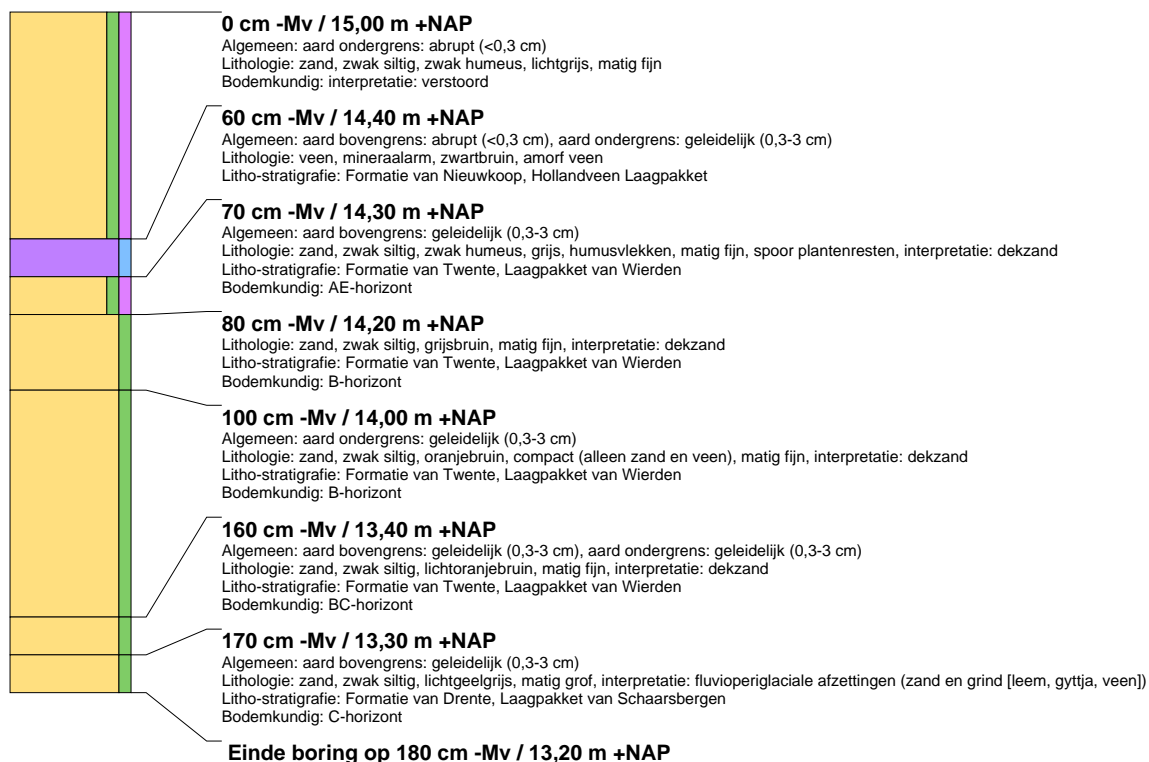 0 cm -Mv / 15,00 m +NAP
Algemeen: aard ondergrens: abrupt (<0,3 cm)
Lithologie: zand, zwak siltig, zwak humeus, lichtgrijs, matig fijn
Bodemkundig: interpretatie: verstoord
60 cm -Mv / 14,40 m +NAP
Algemeen: aard bovengrens: abrupt (<0,3 cm), aard ondergrens: geleidelijk (0,3-3 cm)
Lithologie: veen, mineraalarm, zwartbruin, amorf veen
Litho-stratigrafie: Formatie van Nieuwkoop, Hollandveen Laagpakket
70 cm -Mv / 14,30 m +NAP
Algemeen: aard bovengrens: geleidelijk (0,3-3 cm)
Lithologie: zand, zwak siltig, zwak humeus, grijs, humusvlekken, matig fijn, spoor plantenresten, interpretatie: dekzand
Litho-stratigrafie: Formatie van Twente, Laagpakket van Wierden
Bodemkundig: AE-horizont
80 cm -Mv / 14,20 m +NAP
Lithologie: zand, zwak siltig, grijsbruin, matig fijn, interpretatie: dekzand
Litho-stratigrafie: Formatie van Twente, Laagpakket van Wierden
Bodemkundig: B-horizont
100 cm -Mv / 14,00 m +NAP
Algemeen: aard ondergrens: geleidelijk (0,3-3 cm)
Lithologie: zand, zwak siltig, oranjebruin, compact (alleen zand en veen), matig fijn, interpretatie: dekzand
Litho-stratigrafie: Formatie van Twente, Laagpakket van Wierden
Bodemkundig: B-horizont
160 cm -Mv / 13,40 m +NAP
Algemeen: aard bovengrens: geleidelijk (0,3-3 cm), aard ondergrens: geleidelijk (0,3-3 cm)
Lithologie: zand, zwak siltig, lichtoranjebruin, matig fijn, interpretatie: dekzand
Litho-stratigrafie: Formatie van Twente, Laagpakket van Wierden
Bodemkundig: BC-horizont
170 cm -Mv / 13,30 m +NAP
Algemeen: aard bovengrens: geleidelijk (0,3-3 cm)
Lithologie: zand, zwak siltig, lichtgeelgrijs, matig grof, interpretatie: fluvioperiglaciale afzettingen (zand en grind [leem, gyttja, veen])
Litho-stratigrafie: Formatie van Drente, Laagpakket van Schaarsbergen
Bodemkundig: C-horizont
Einde boring op 180 cm -Mv / 13,20 m +NAP